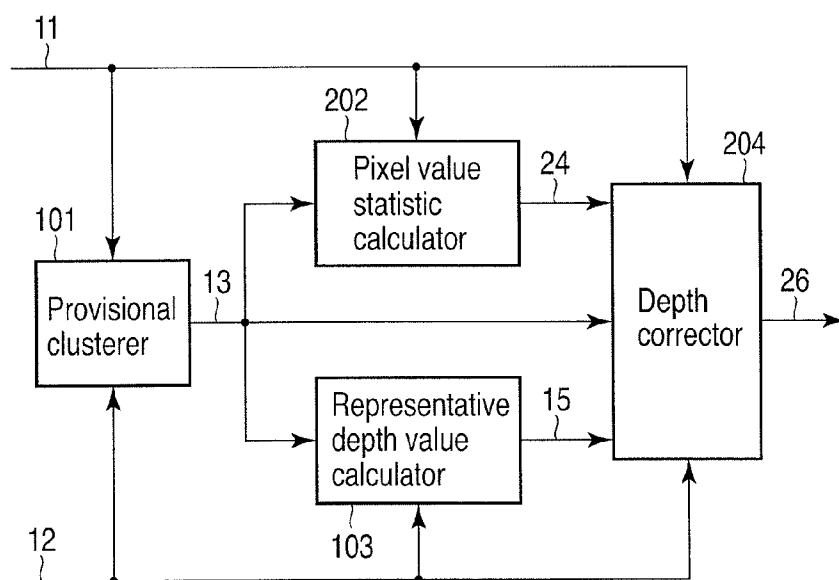 11
202
Pixel value
statistic
calculator
24
204
101
Provisional
clusterer
13
Depth
corrector
26
Representative
depth value
calculator
15
103
12